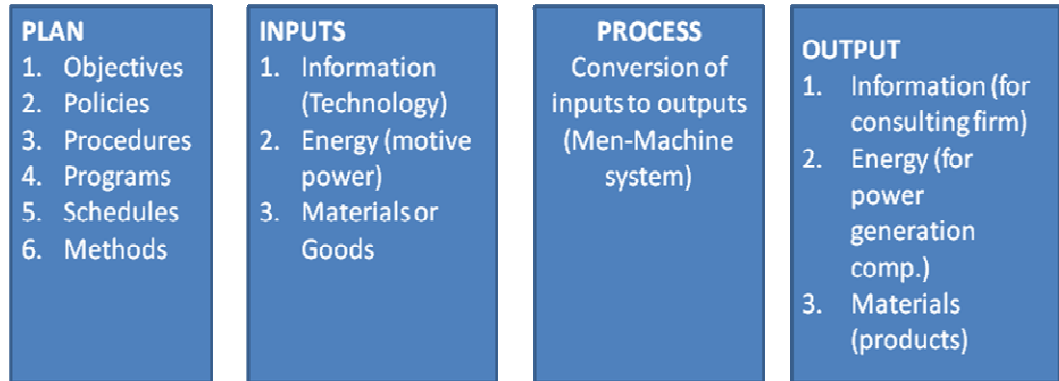 PLAN
1. Objectives
2. Policies
3. Procedures
4. Programs
5. Schedules
6. Methods
INPUTS
1. Information
(Technology)
2. Energy (motive
power)
3. Materials or
Goods
PROCESS
Conversion of
inputs to outputs
(Men-Machine
system)
OUTPUT
1. Information (for
consulting firm)
2. Energy (for
power
generation
comp.)
3. Materials
(products)